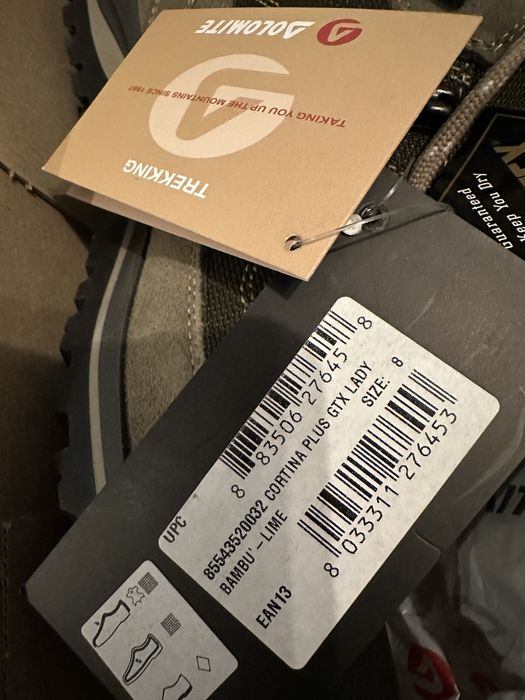 DOLOMITE
TAKING YOU UP THE MOUNTAINS SINCE 1897
TREKKING
Guaranteed
Keep You Dry
UPC
8 83506 27645 8
85543520032 CORTINA PLUS GTX LADY
BAMBU'-LIME
SIZE: 8
EAN13
8 033311 276453